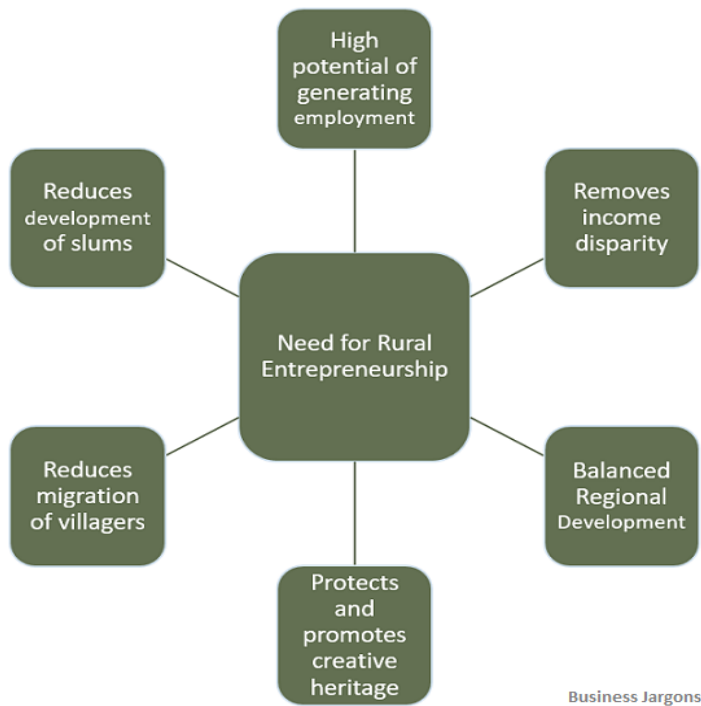 High
potential of
generating
employment
Removes
income
disparity
Balanced
Regional
Development
Protects
and
promotes
creative
heritage
Reduces
migration
of villagers
Reduces
development
of slums
Need for Rural
Entrepreneurship
Business Jargons